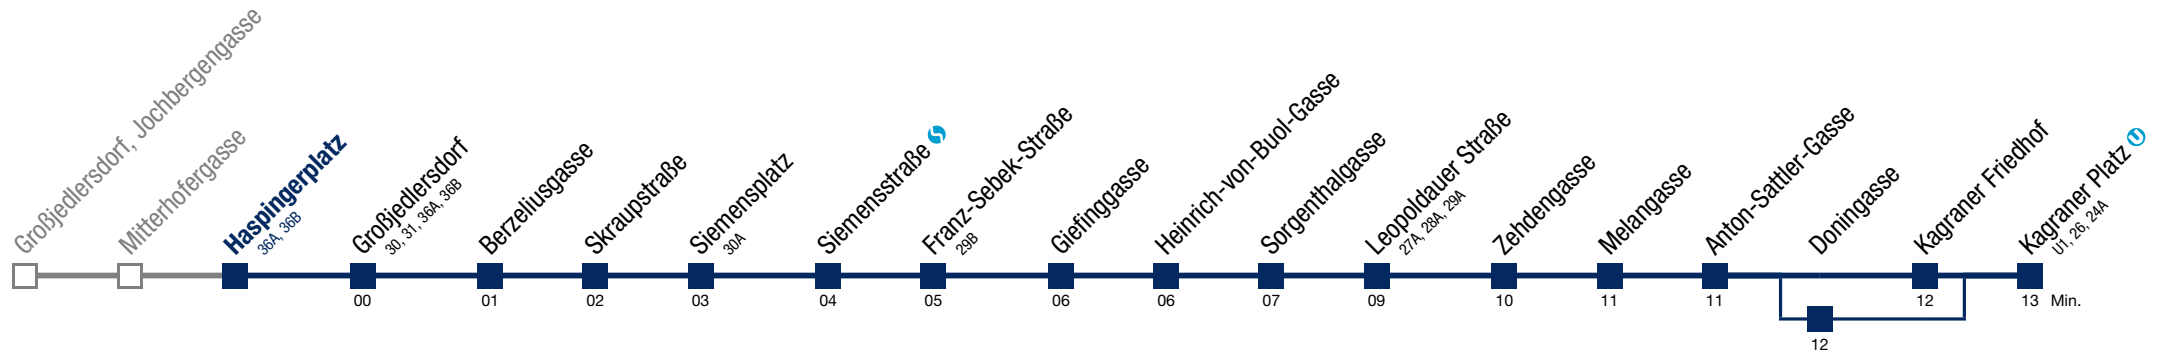 Großjedlersdorf, Jochbergengasse
Mitterhofergasse
Haspingerplatz
36A, 36B
Großjedlersdorf
30, 31, 36A, 36B
00
Berzeliusgasse
01
Skraupstraße
02
Siemensplatz
30A
03
Siemensstraße
04
Franz-Sebek-Straße
29B
05
Giefinggasse
06
Heinrich-von-Buol-Gasse
06
Sorgenthalgasse
07
Leopoldauer Straße
27A, 28A, 29A
09
Zehdengasse
10
Melangasse
11
Anton-Sattler-Gasse
11
Doningasse
12
Kagraner Friedhof
12
Kagraner Platz U
U1, 26, 24A
13 Min.